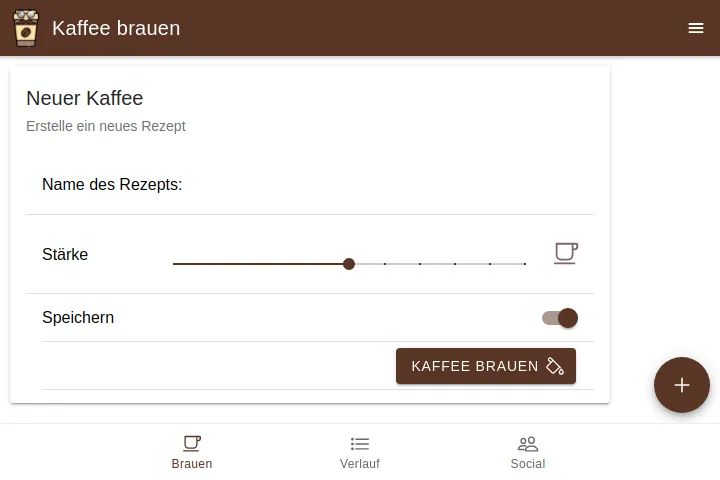 Kaffee brauen
Neuer Kaffee
Erstelle ein neues Rezept
Name des Rezepts:
Stärke
Speichern
KAFFEE BRAUEN
Brauen
Verlauf
Social